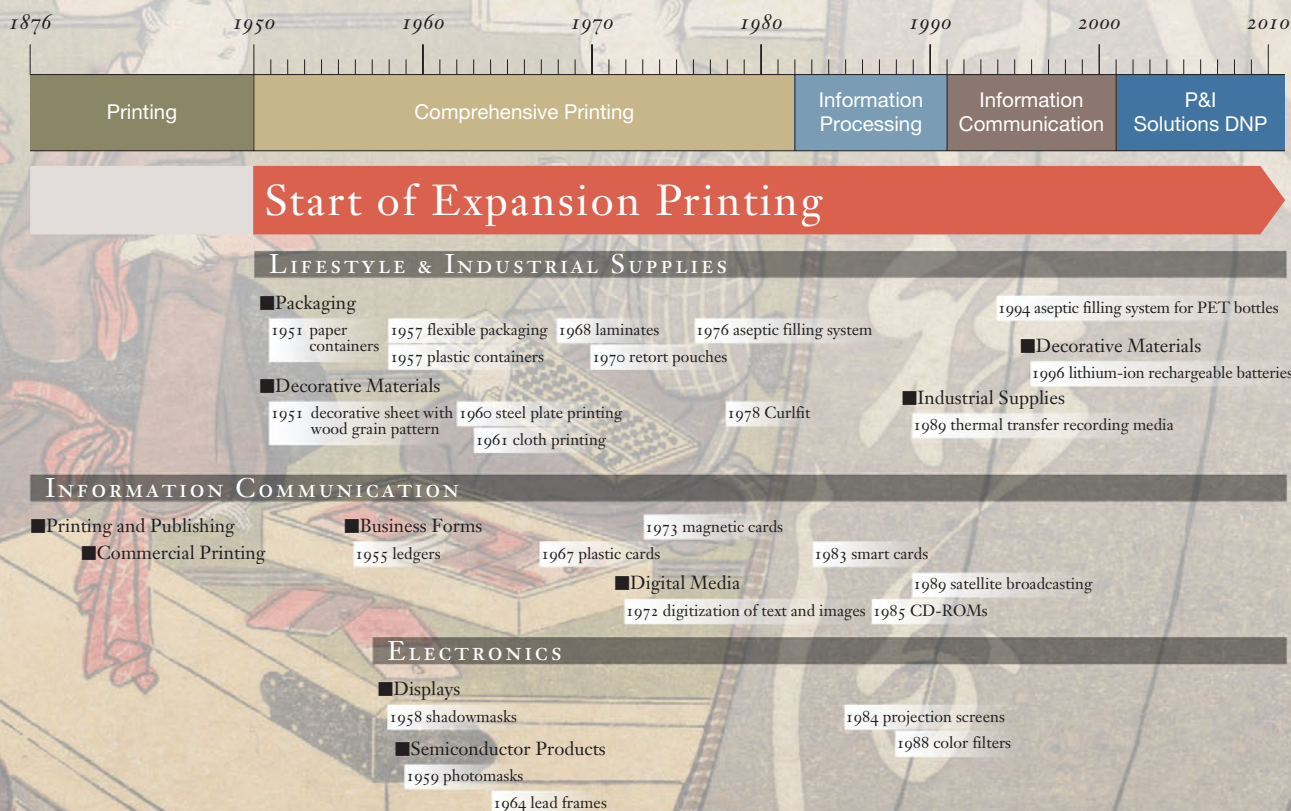 1876 1950 1960 1970 1980 1990 2000 2010
Printing
Comprehensive Printing
Information
Processing
Information
Communication
P&I
Solutions DNP
Start of Expansion Printing
LIFESTYLE & INDUSTRIAL SUPPLIES
■Packaging
1951 paper
containers
1957 flexible packaging
1957 plastic containers
1968 laminates
1970 retort pouches
1976 aseptic filling system
1994 aseptic filling system for PET bottles
■Decorative Materials
1996 lithium-ion rechargeable batteries
■Decorative Materials
1951 decorative sheet with
wood grain pattern
1960 steel plate printing
1961 cloth printing
1978 Curlfit
■Industrial Supplies
1989 thermal transfer recording media
INFORMATION COMMUNICATION
■Printing and Publishing
■Commercial Printing
■Business Forms
1955 ledgers
1967 plastic cards
1973 magnetic cards
1983 smart cards
■Digital Media
1972 digitization of text and images
1985 CD-ROMs
1989 satellite broadcasting
ELECTRONICS
■Displays
1958 shadowmasks
1984 projection screens
1988 color filters
■Semiconductor Products
1959 photomasks
1964 lead frames